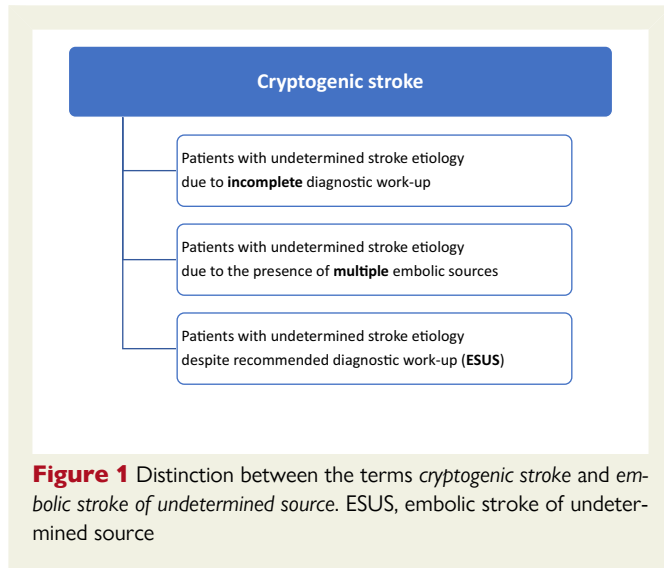 Cryptogenic stroke
Patients with undetermined stroke etiology
due to incomplete diagnostic work-up
Patients with undetermined stroke etiology
due to the presence of multiple embolic sources
Patients with undetermined stroke etiology
despite recommended diagnostic work-up (ESUS)
Figure 1 Distinction between the terms cryptogenic stroke and em-
bolic stroke of undetermined source. ESUS, embolic stroke of undeter-
mined source